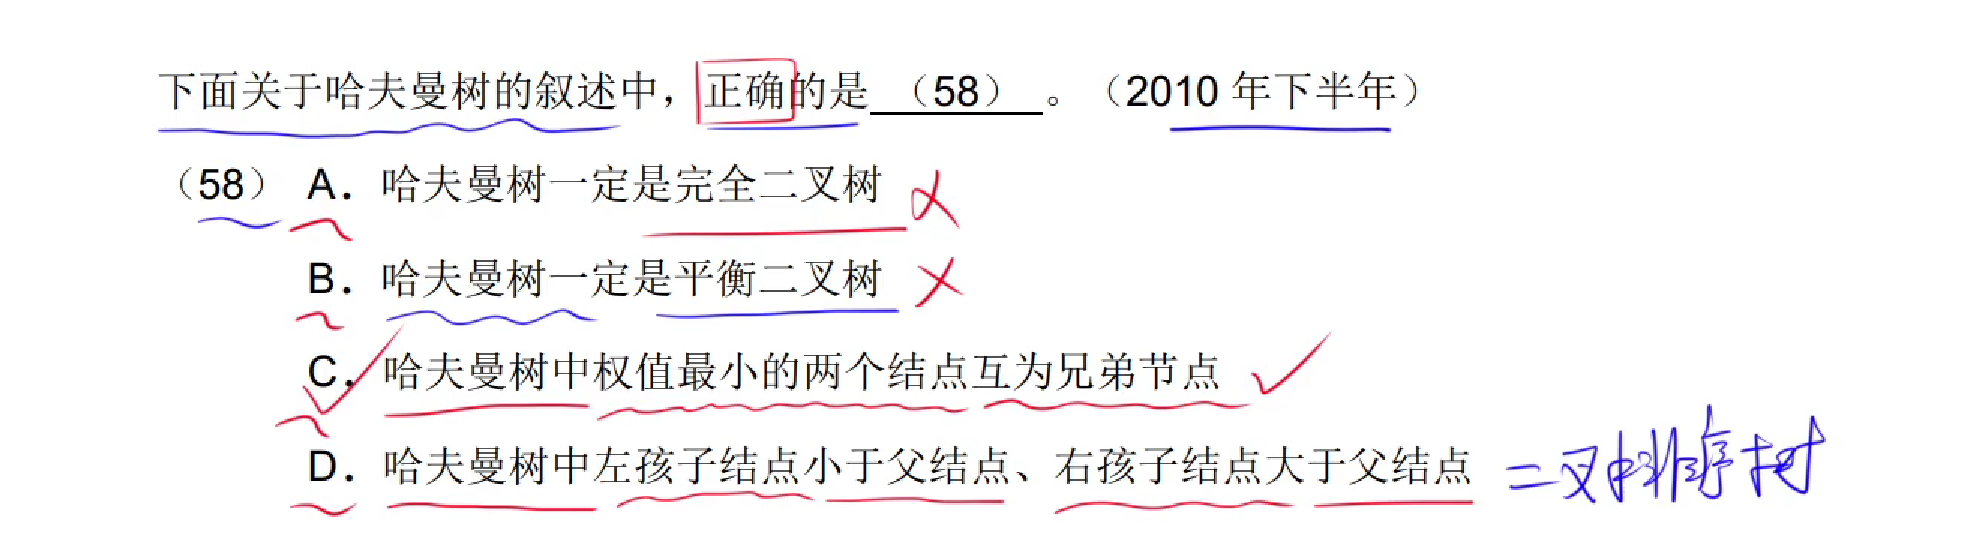 下面关于哈夫曼树的叙述中，正确的是 （58） 。（2010 年下半年）
（58） A. 哈夫曼树一定是完全二叉树
B. 哈夫曼树一定是平衡二叉树
C. 哈夫曼树中权值最小的两个结点互为兄弟节点
D. 哈夫曼树中左孩子结点小于父结点、右孩子结点大于父结点 二叉排序树